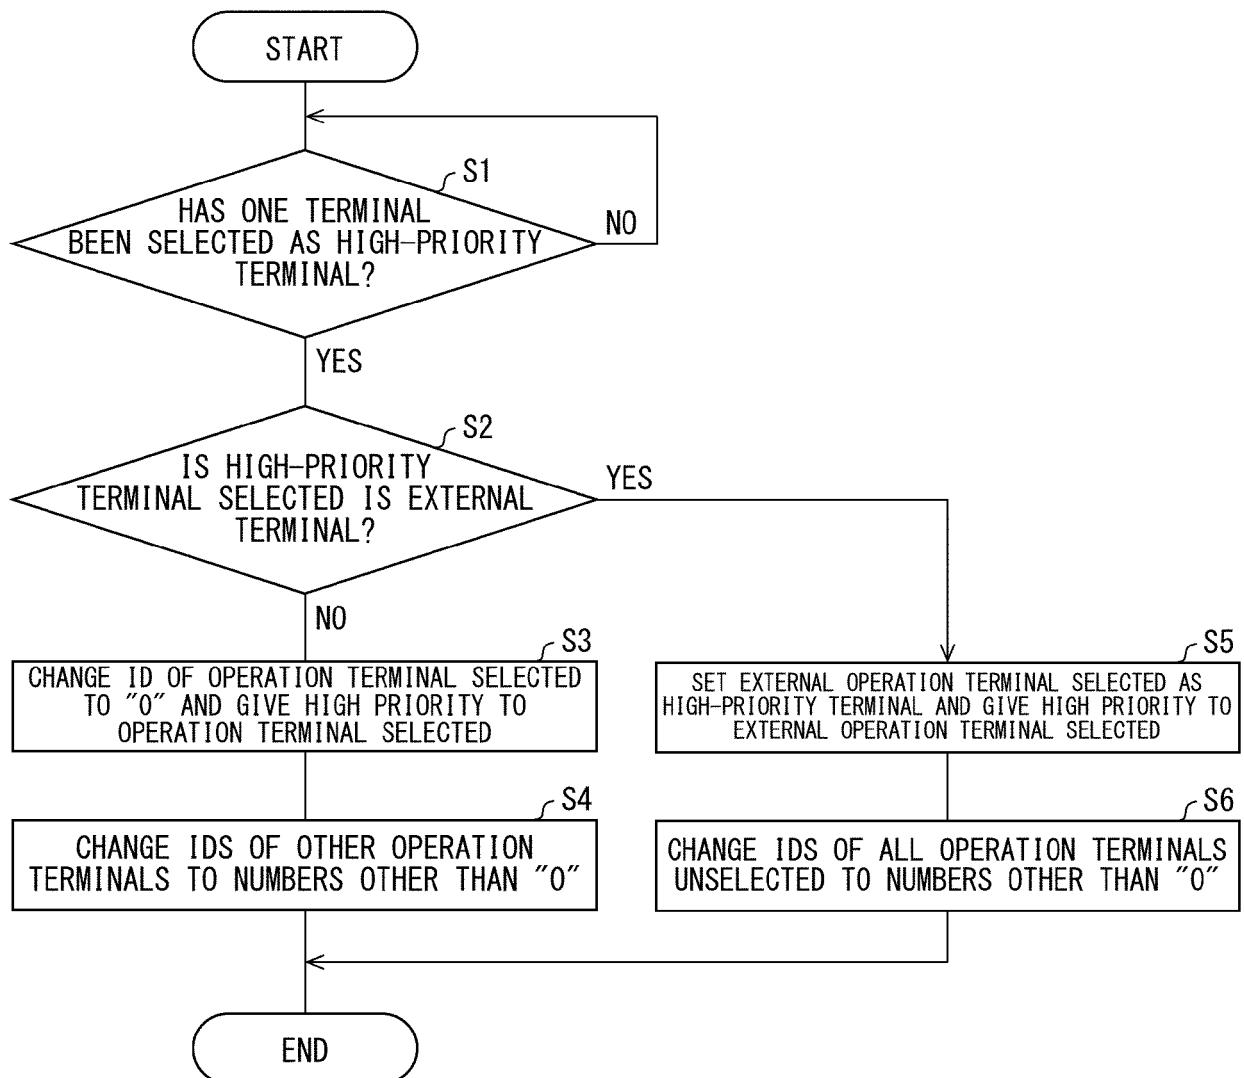 START
S1
HAS ONE TERMINAL
BEEN SELECTED AS HIGH-PRIORITY
TERMINAL?
NO
YES
S2
IS HIGH-PRIORITY
TERMINAL SELECTED IS EXTERNAL
TERMINAL?
YES
NO
S3
CHANGE ID OF OPERATION TERMINAL SELECTED
TO "0" AND GIVE HIGH PRIORITY TO
OPERATION TERMINAL SELECTED
S4
CHANGE IDS OF OTHER OPERATION
TERMINALS TO NUMBERS OTHER THAN "0"
S5
SET EXTERNAL OPERATION TERMINAL SELECTED AS
HIGH-PRIORITY TERMINAL AND GIVE HIGH PRIORITY TO
EXTERNAL OPERATION TERMINAL SELECTED
S6
CHANGE IDS OF ALL OPERATION TERMINALS
UNSELECTED TO NUMBERS OTHER THAN "0"
END